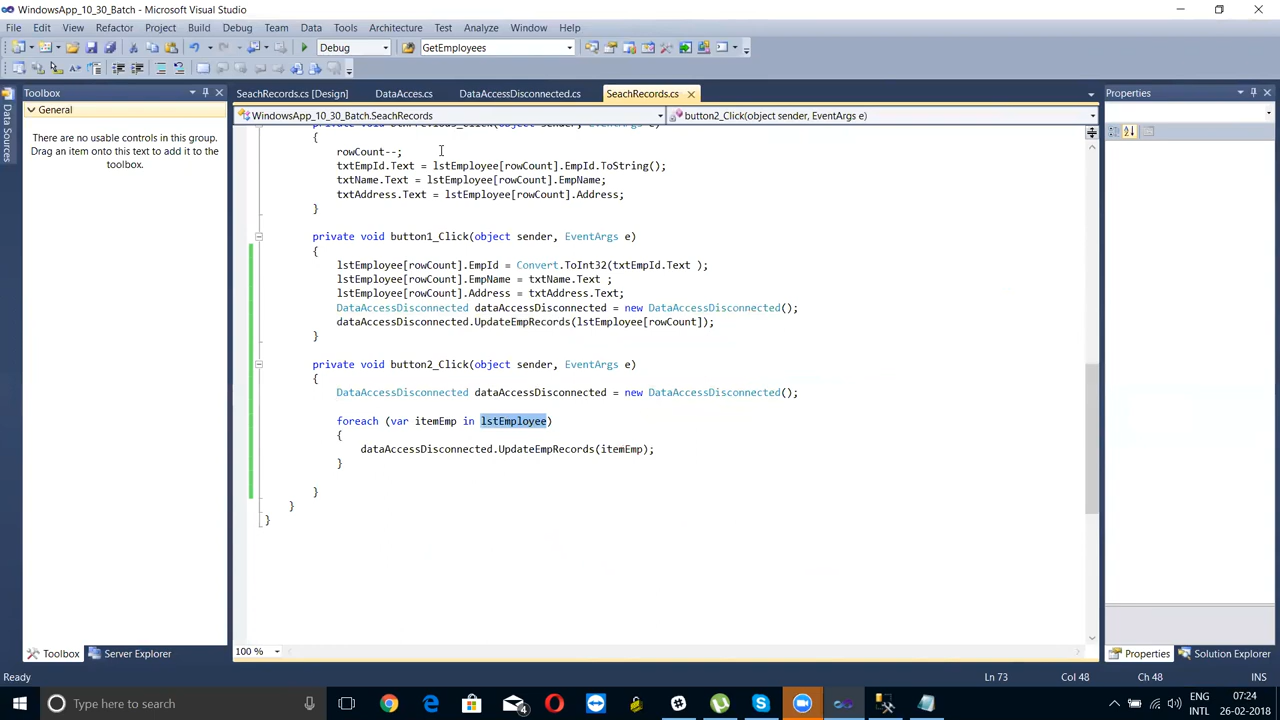 WindowsApp_10_30_Batch - Microsoft Visual Studio
File Edit View Refactor Project Build Debug Team Data Tools Architecture Test Analyze Window Help
Debug GetEmployees
Toolbox
SeachRecords.cs [Design] DataAcces.cs DataAccessDisconnected.cs SeachRecords.cs
Properties
Data Sources
General
WindowsApp_10_30_Batch.SeachRecords button2_Click(object sender, EventArgs e)
There are no usable controls in this group.
Drag an item onto this text to add it to the
toolbox.
{
rowCount--;
txtEmpId.Text = lstEmployee[rowCount].EmpId.ToString();
txtName.Text = lstEmployee[rowCount].EmpName;
txtAddress.Text = lstEmployee[rowCount].Address;
}
private void button1_Click(object sender, EventArgs e)
{
lstEmployee[rowCount].EmpId = Convert.ToInt32(txtEmpId.Text );
lstEmployee[rowCount].EmpName = txtName.Text ;
lstEmployee[rowCount].Address = txtAddress.Text;
DataAccessDisconnected dataAccessDisconnected = new DataAccessDisconnected();
dataAccessDisconnected.UpdateEmpRecords(lstEmployee[rowCount]);
}
private void button2_Click(object sender, EventArgs e)
{
DataAccessDisconnected dataAccessDisconnected = new DataAccessDisconnected();
foreach (var itemEmp in lstEmployee)
{
dataAccessDisconnected.UpdateEmpRecords(itemEmp);
}
}
}
}
100 %
Toolbox Server Explorer
Properties Solution Explorer
Ready Ln 73 Col 48 Ch 48 INS
Type here to search
4
ENG
INTL
07:24
26-02-2018